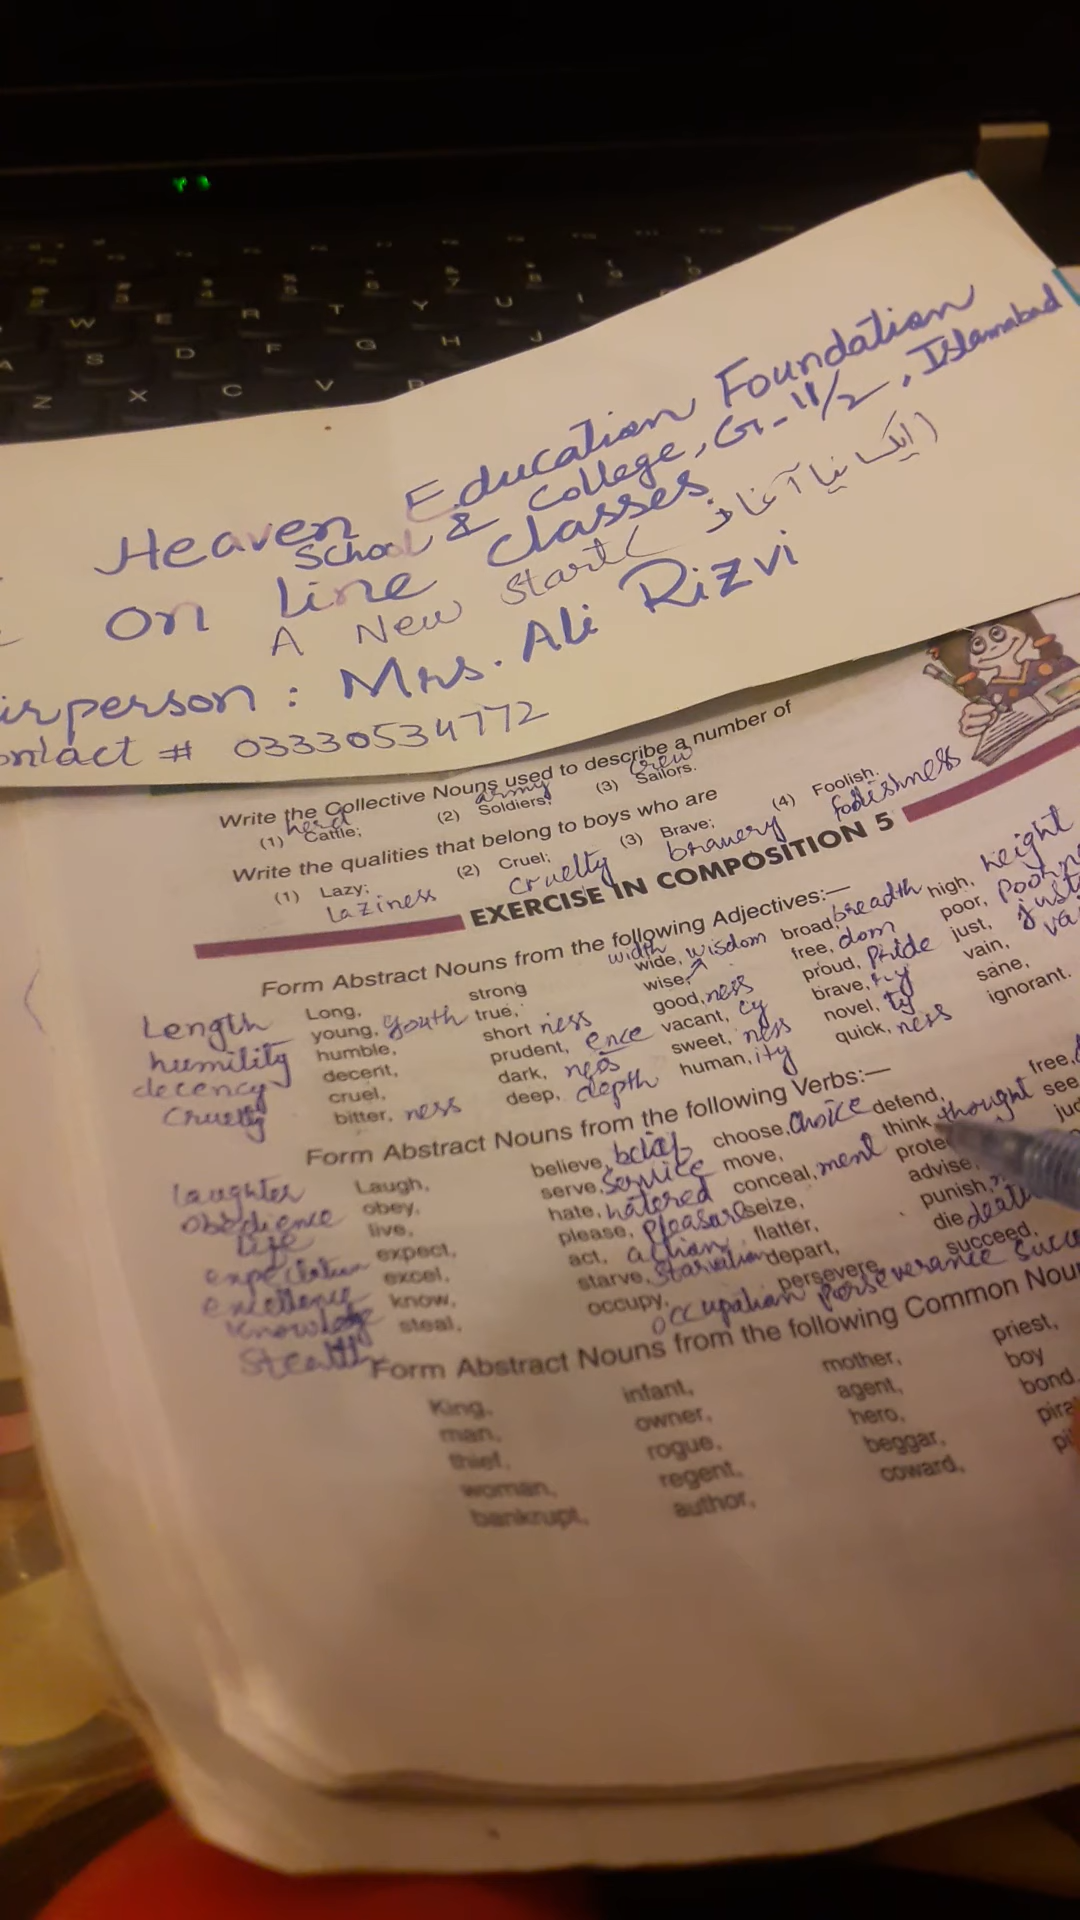 Heaven Education Foundation
School & College, G-11/2, Islamabad
On Line Classes
A New Start (ایک نیا آغاز)
irperson: Mrs. Ali Rizvi
ontact # 03330534772
Write the Collective Nouns used to describe a number of
herd army crew
(1) Cattle; (2) Soldiers; (3) Sailors.
Write the qualities that belong to boys who are
(1) Lazy; (2) Cruel; (3) Brave; (4) Foolish.
laziness cruelty bravery foolishness
EXERCISE IN COMPOSITION 5
Form Abstract Nouns from the following Adjectives:—
Length Long, strong width wide, wisdom broad, breadth high, height
young, youth true, wise, free, dom poor,
humility humble, short ness good, ness proud, Pride just,
decency decent, prudent, ence vacant, cy brave, ry vain,
Cruelty cruel, dark, ness sweet, ness novel, ty sane,
bitter, ness deep, depth human, ity quick, ness ignorant.
Form Abstract Nouns from the following Verbs:—
laughter Laugh, believe, belief choose, Choice defend, free,
obedience obey, serve, Service move, think, thought see
life live, hate, hatered conceal, ment
expectation expect, please, Pleasure seize, advise,
excellence excel, act, action flatter, punish,
knowledge know, starve, Starvation depart, die death
Stealth steal, occupy, occupation persevere, perseverance succeed.
Form Abstract Nouns from the following Common Nou
King, infant, mother, priest,
man, owner, agent, boy
thief, rogue, hero, bond,
woman, regent, beggar,
bankrupt, author, coward,